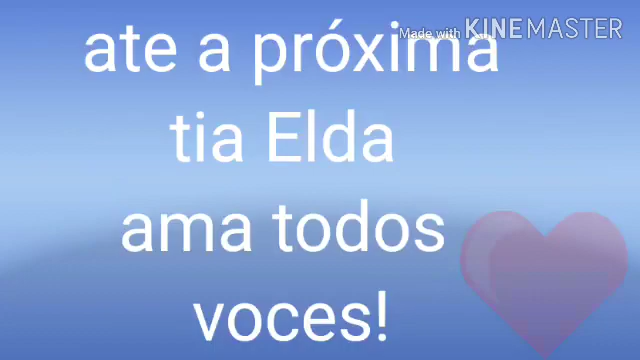 Made with KINEMASTER
ate a próxima
tia Elda
ama todos
voces!